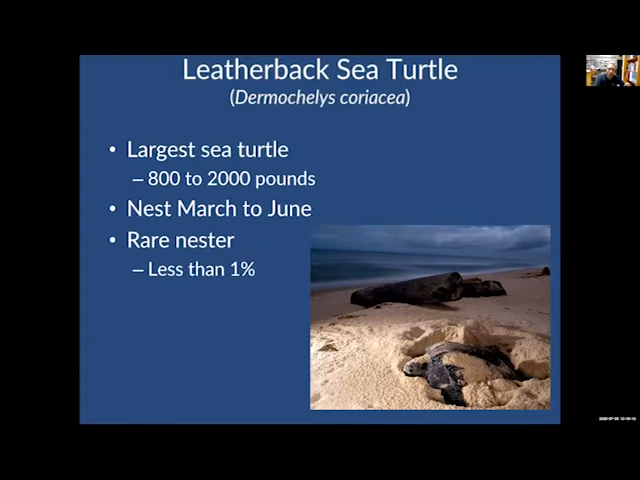 Leatherback Sea Turtle
(Dermochelys coriacea)
• Largest sea turtle
– 800 to 2000 pounds
• Nest March to June
• Rare nester
– Less than 1%